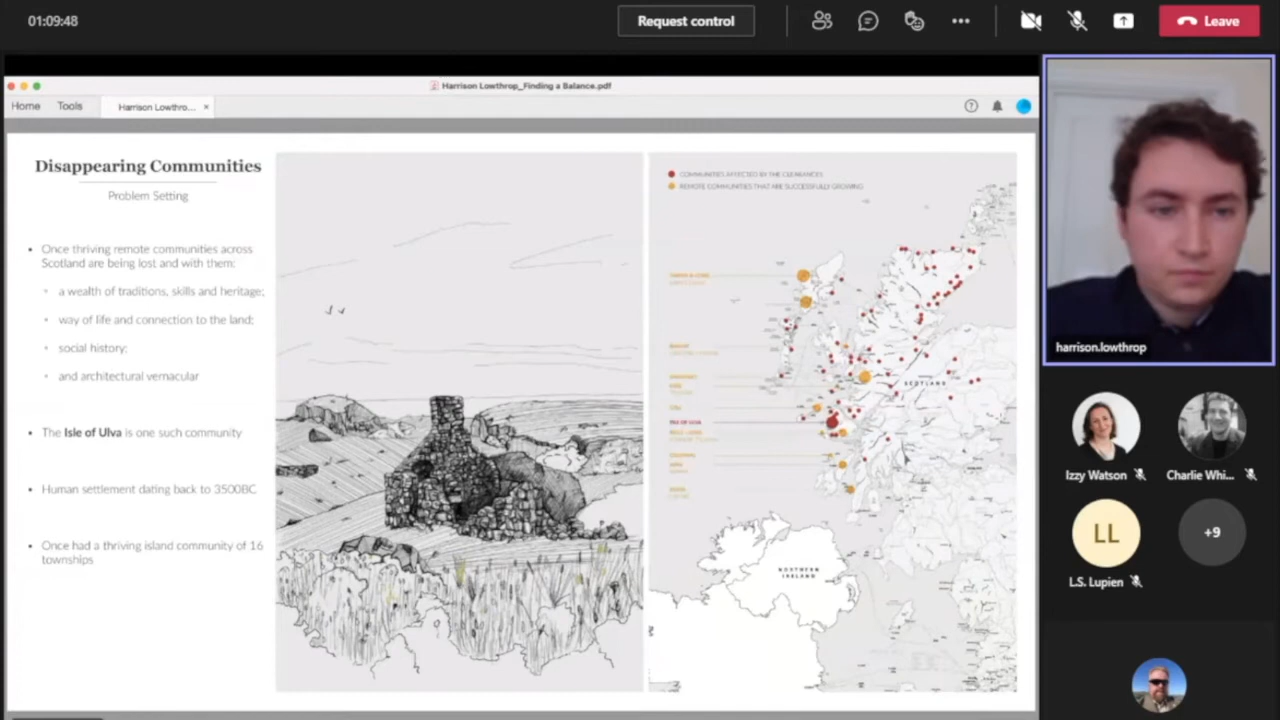 01:09:48
Request control
Leave
Harrison Lowthrop_Finding a Balance.pdf
Home
Tools
Harrison Lowthro...
Disappearing Communities
Problem Setting
Once thriving remote communities across
Scotland are being lost and with them:
a wealth of traditions, skills and heritage;
way of life and connection to the land;
social history;
and architectural vernacular
The Isle of Ulva is one such community
Human settlement dating back to 3500BC
Once had a thriving island community of 16
townships
COMMUNITIES AFFECTED BY THE CLEARANCES
REMOTE COMMUNITIES THAT ARE SUCCESSFULLY GROWING
ISLE OF ULVA
SCOTLAND
NORTHERN
IRELAND
harrison.lowthrop
Izzy Watson
Charlie Whi...
LL
+9
L.S. Lupien